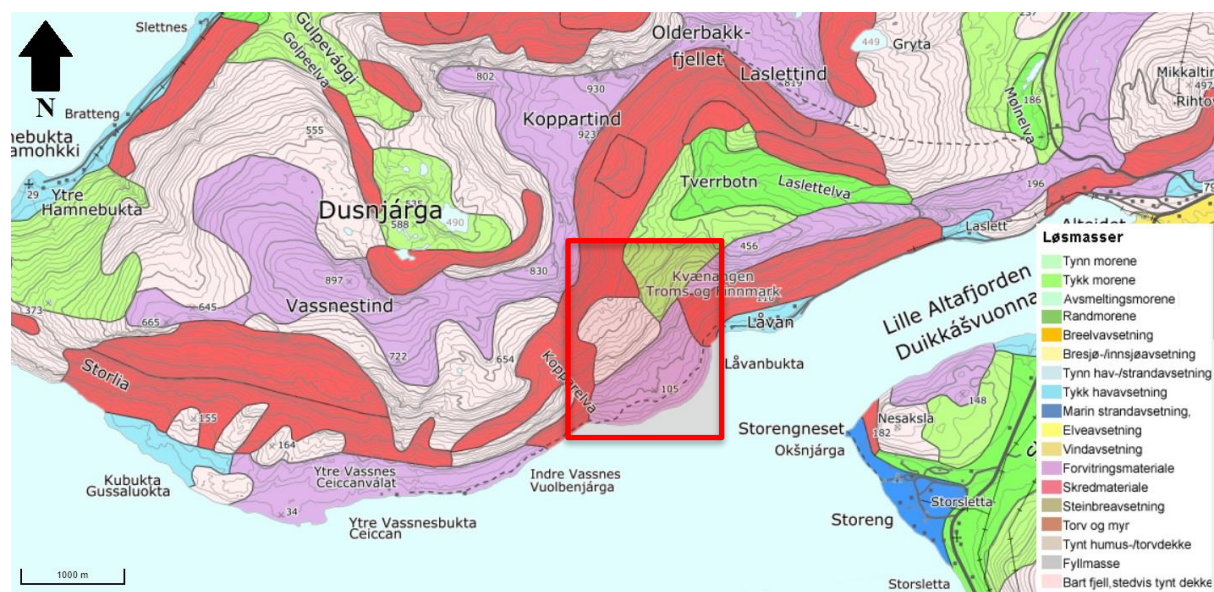 Slettnes
Gulpevággi
Golpeelva
Olderbakk-
fjellet
449
Gryta
237
802
930
Laslettind
819
Mikkaltin
497
Rihtov
186
Mølnelva
Bratteng
Koppartind
923
555
nebukta
amohkki
29
Ytre
Hamnebukta
Tverrbotn
Laslettelva
196
79
Dusnjárga
535
588
490
Laslett
Alteidet
456
Kvænangen
Troms og Finnmark
830
897
Vassnestind
645
373
665
Låvan
Lille Altafjorden
Duikkášvuonna
722
654
Kopparelva
Låvanbukta
105
Storlia
155
164
148
Nesaksla
182
Storengneset
Okšnjárga
Kubukta
Gussaluokta
Ytre Vassnes
Ceiccanválat
Indre Vassnes
Vuolbenjárga
34
Ytre Vassnesbukta
Ceiccan
Storsletta
Storeng
Storsletta
N
1000 m
Løsmasser
Tynn morene
Tykk morene
Avsmeltingsmorene
Randmorene
Breelvavsetning
Bresjø-/innsjøavsetning
Tynn hav-/strandavsetning
Tykk havavsetning
Marin strandavsetning,
Elveavsetning
Vindavsetning
Forvitringsmateriale
Skredmateriale
Steinbreavsetning
Torv og myr
Tynt humus-/torvdekke
Fyllmasse
Bart fjell,stedvis tynt dekke